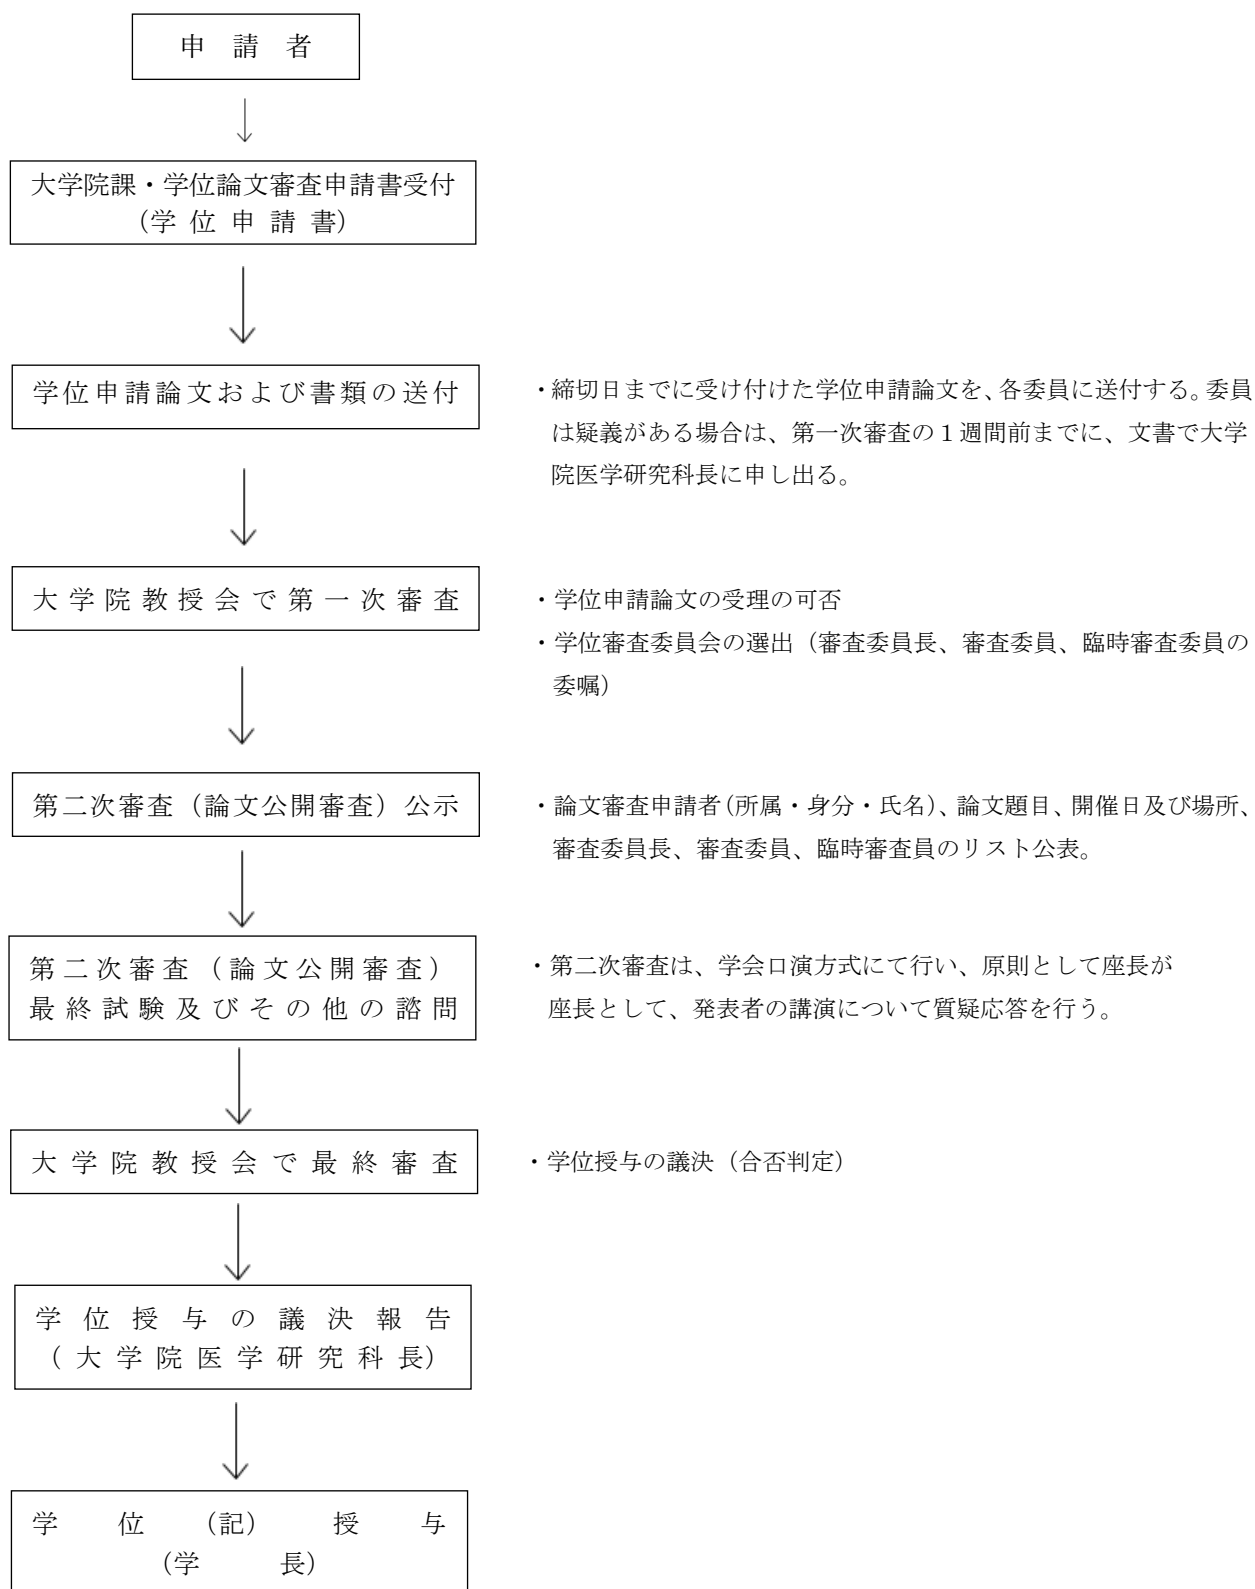 申請者
大学院課・学位論文審査申請書受付
（学位申請書）
学位申請論文および書類の送付
・締切日までに受け付けた学位申請論文を、各委員に送付する。委員
は疑義がある場合は、第一次審査の１週間前までに、文書で大学
院医学研究科長に申し出る。
大学院教授会で第一次審査
・学位申請論文の受理の可否
・学位審査委員会の選出（審査委員長、審査委員、臨時審査委員の
委嘱）
第二次審査（論文公開審査）公示
・論文審査申請者（所属・身分・氏名）、論文題目、開催日及び場所、
審査委員長、審査委員、臨時審査員のリスト公表。
第二次審査（論文公開審査）
最終試験及びその他の諮問
・第二次審査は、学会口演方式にて行い、原則として座長が
座長として、発表者の講演について質疑応答を行う。
大学院教授会で最終審査
・学位授与の議決（合否判定）
学位授与の議決報告
（大学院医学研究科長）
学位（記）授与
（学長）